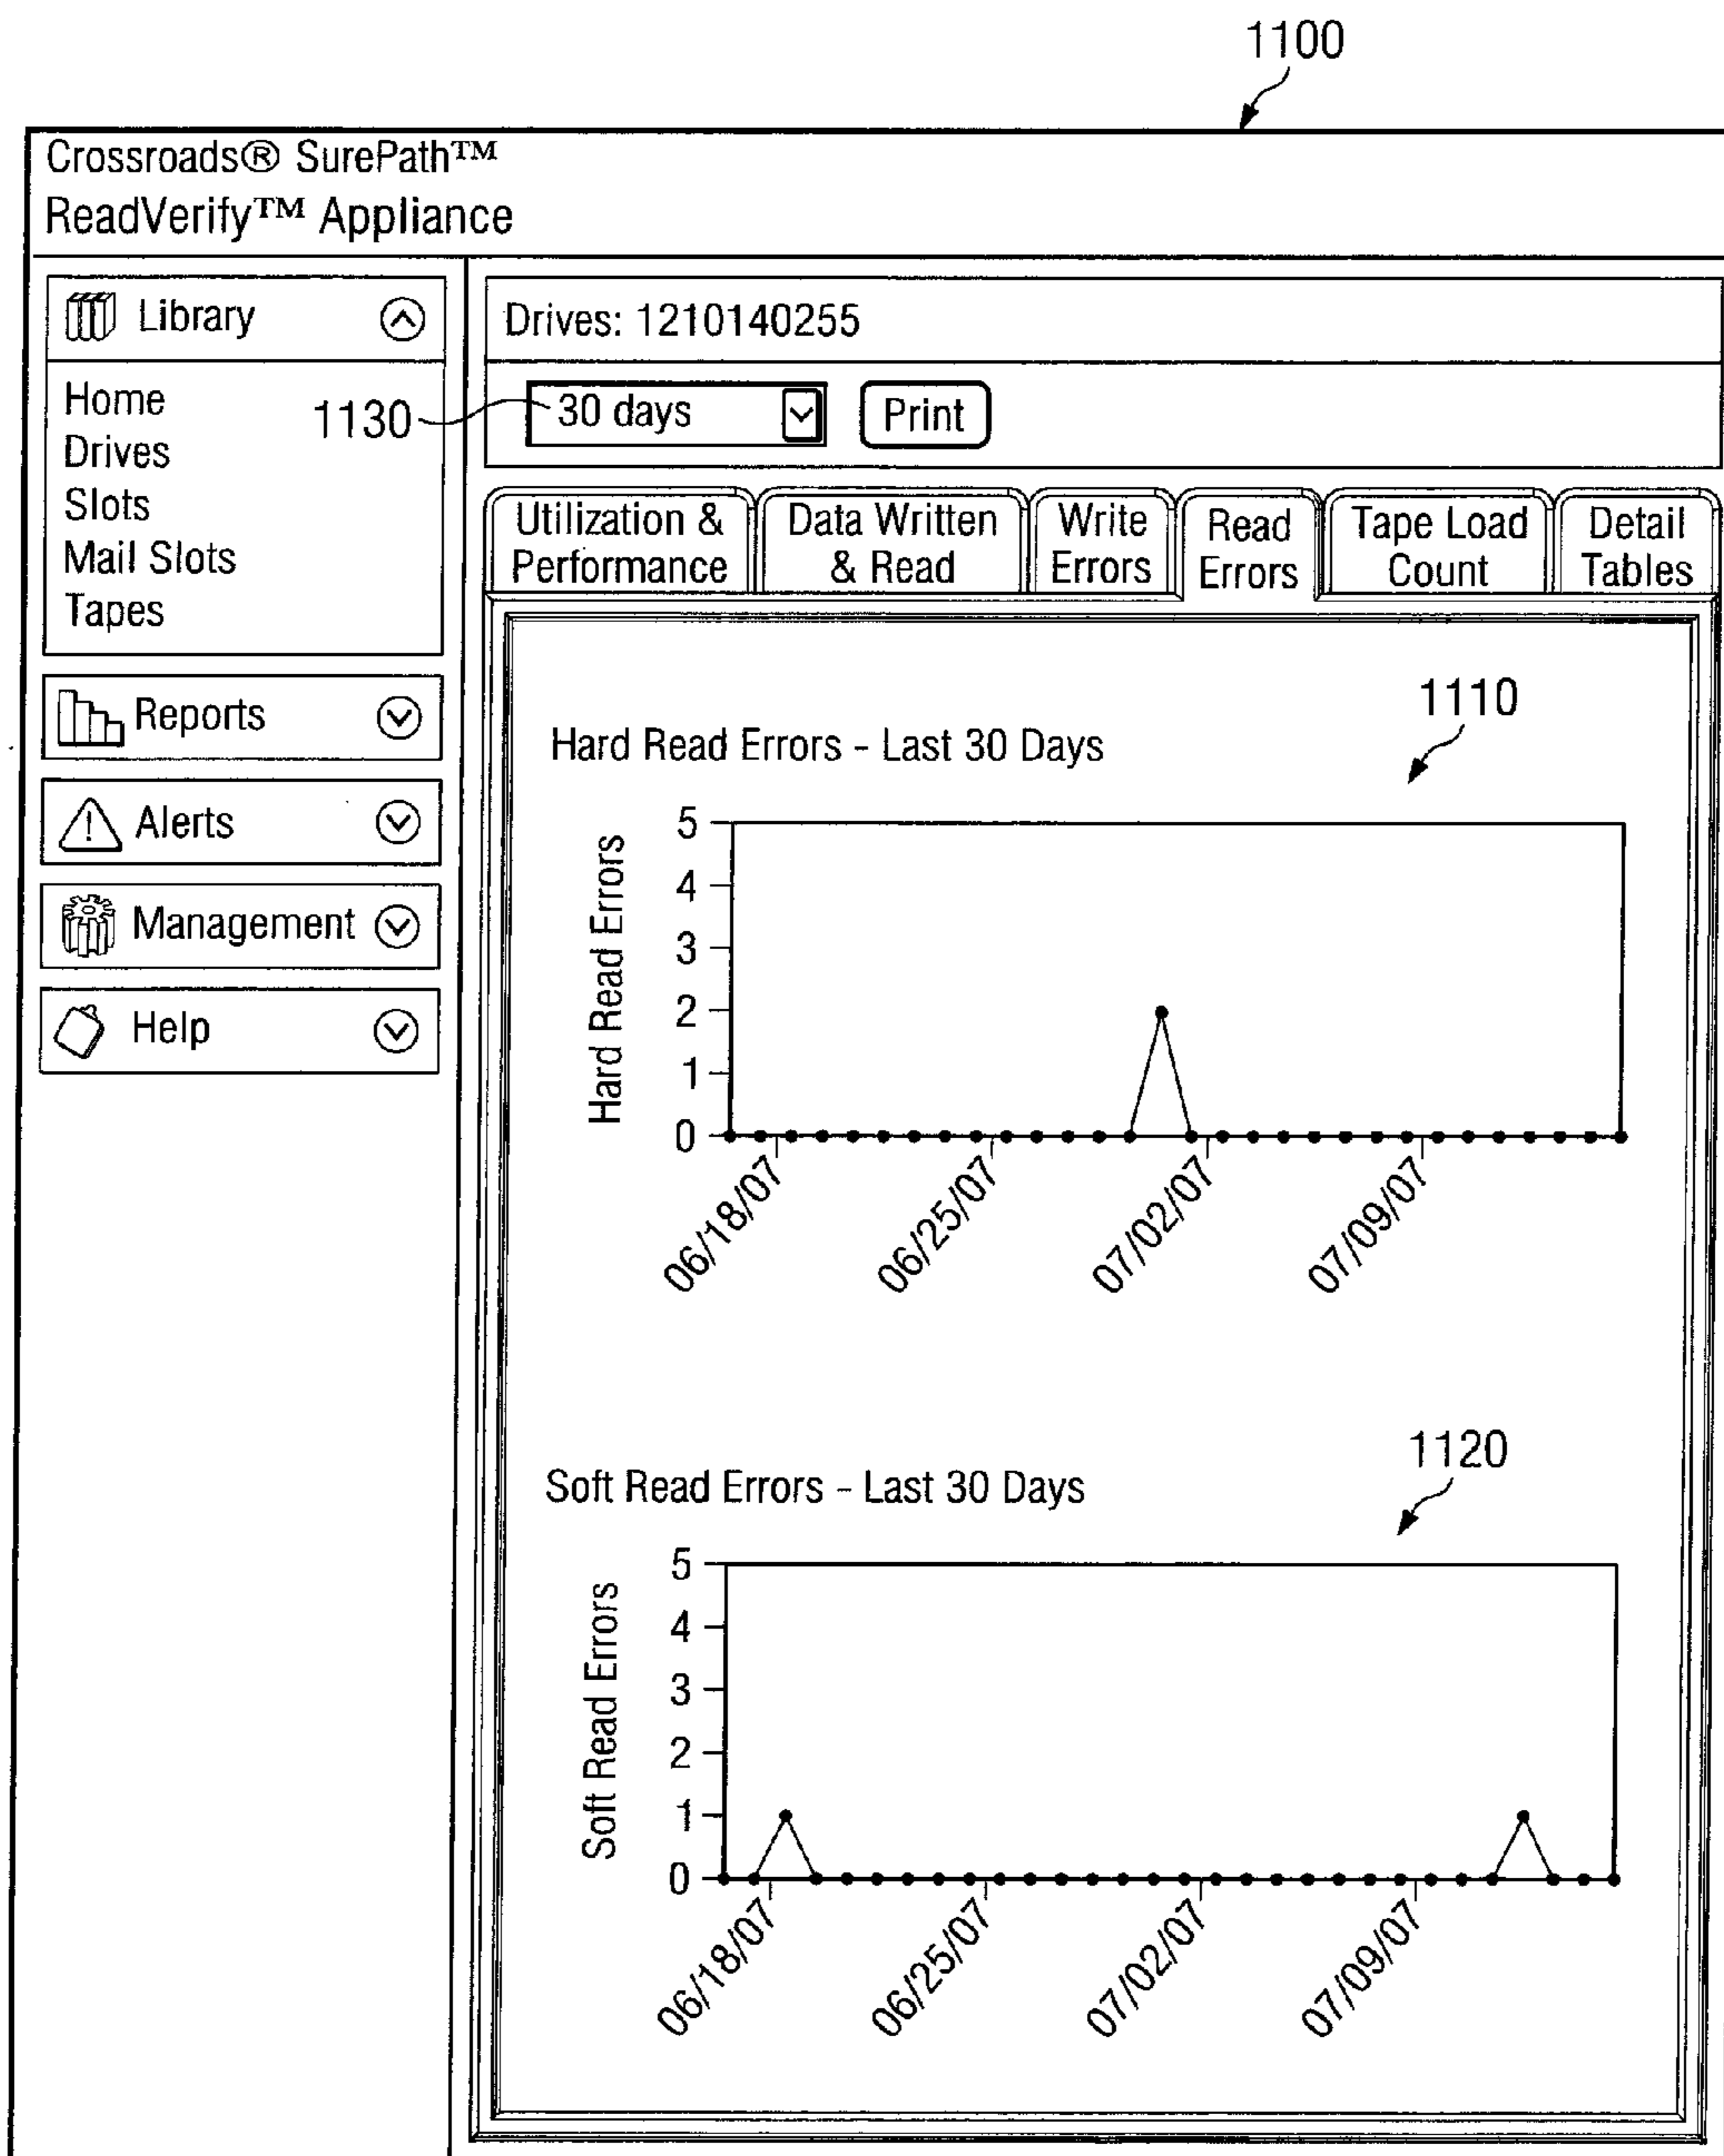 1100
Crossroads® SurePath™
ReadVerify™ Appliance
Library
Home
Drives
Slots
Mail Slots
Tapes
Reports
Alerts
Management
Help
Drives: 1210140255
1130
30 days
Print
Utilization &
Performance
Data Written
& Read
Write
Errors
Read
Errors
Tape Load
Count
Detail
Tables
1110
Hard Read Errors - Last 30 Days
Hard Read Errors
5
4
3
2
1
0
06/18/07
06/25/07
07/02/07
07/09/07
1120
Soft Read Errors - Last 30 Days
Soft Read Errors
5
4
3
2
1
0
06/18/07
06/25/07
07/02/07
07/09/07